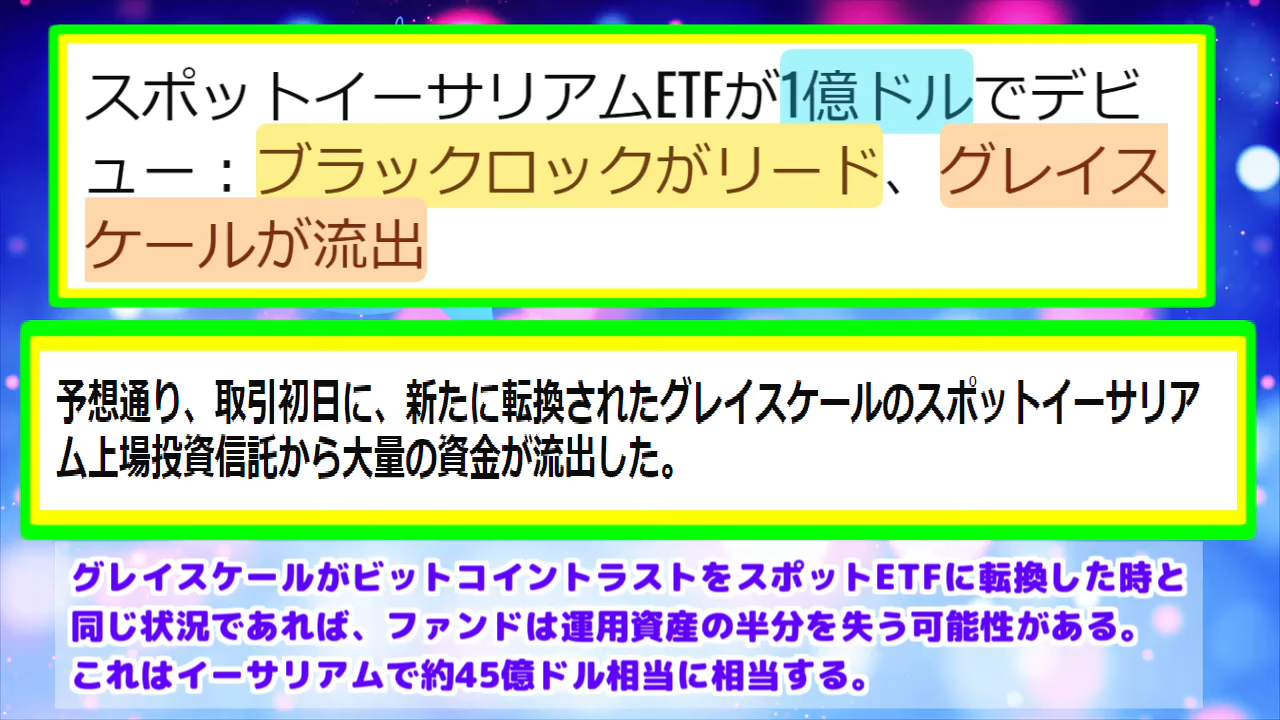 スポットイーサリアムETFが1億ドルでデビ
ュー：ブラックロックがリード、グレイス
ケールが流出
予想通り、取引初日に、新たに転換されたグレイスケールのスポットイーサリア
ム上場投資信託から大量の資金が流出した。
グレイスケールがビットコイントラストをスポットETFに転換した時と
同じ状況であれば、ファンドは運用資産の半分を失う可能性がある。
これはイーサリアムで約45億ドル相当に相当する。